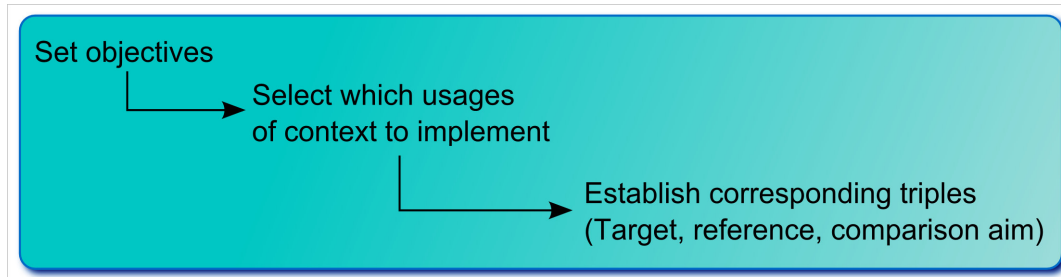 Set objectives
Select which usages
of context to implement
Establish corresponding triples
(Target, reference, comparison aim)